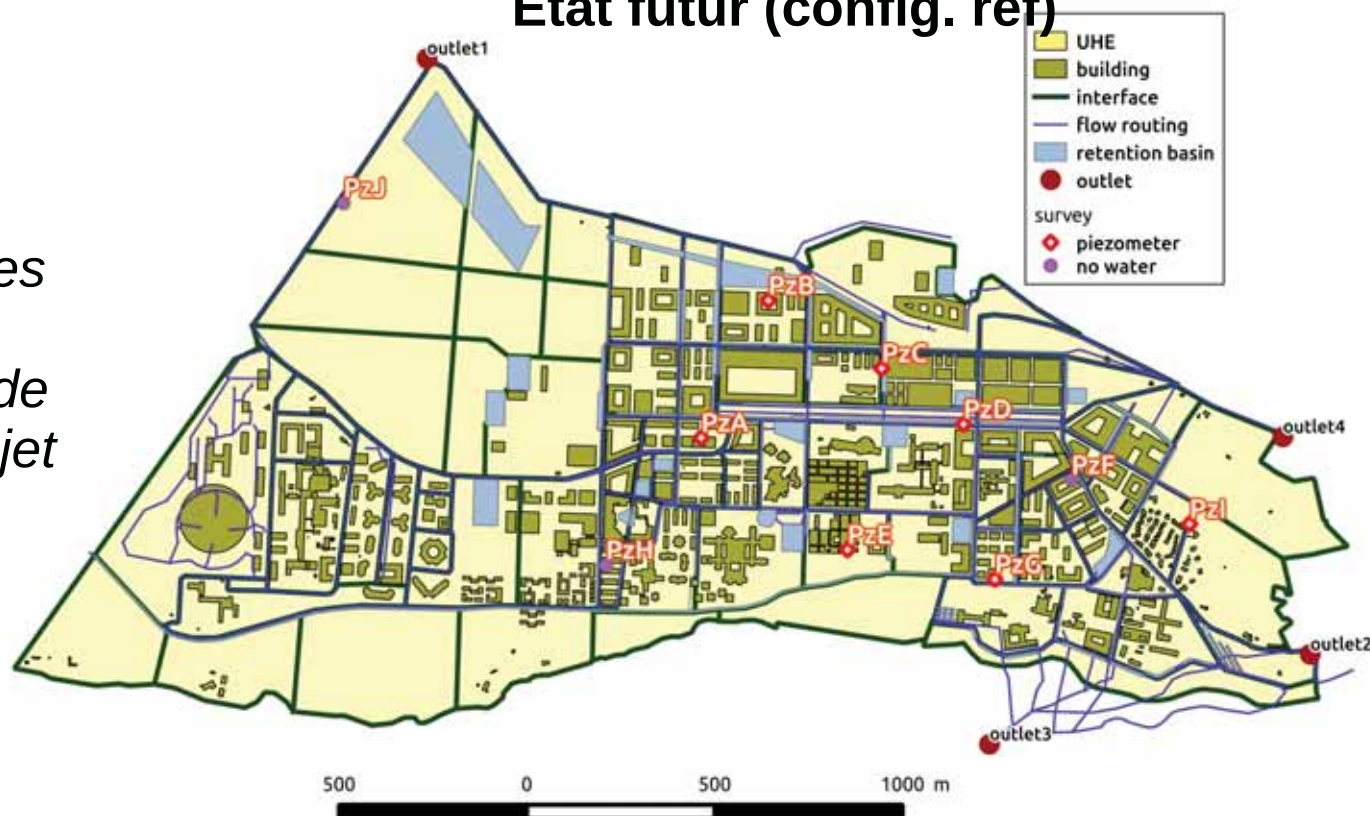 Etat futur (config. ref)
UHE
building
interface
flow routing
retention basin
outlet
survey
piezometer
no water
outlet1
PzJ
es
PzB
PzC
de
PzA
PzD
jet
outlet4
PzF
PzI
PzE
PzH
PzG
outlet2
outlet3
500 0 500 1000 m